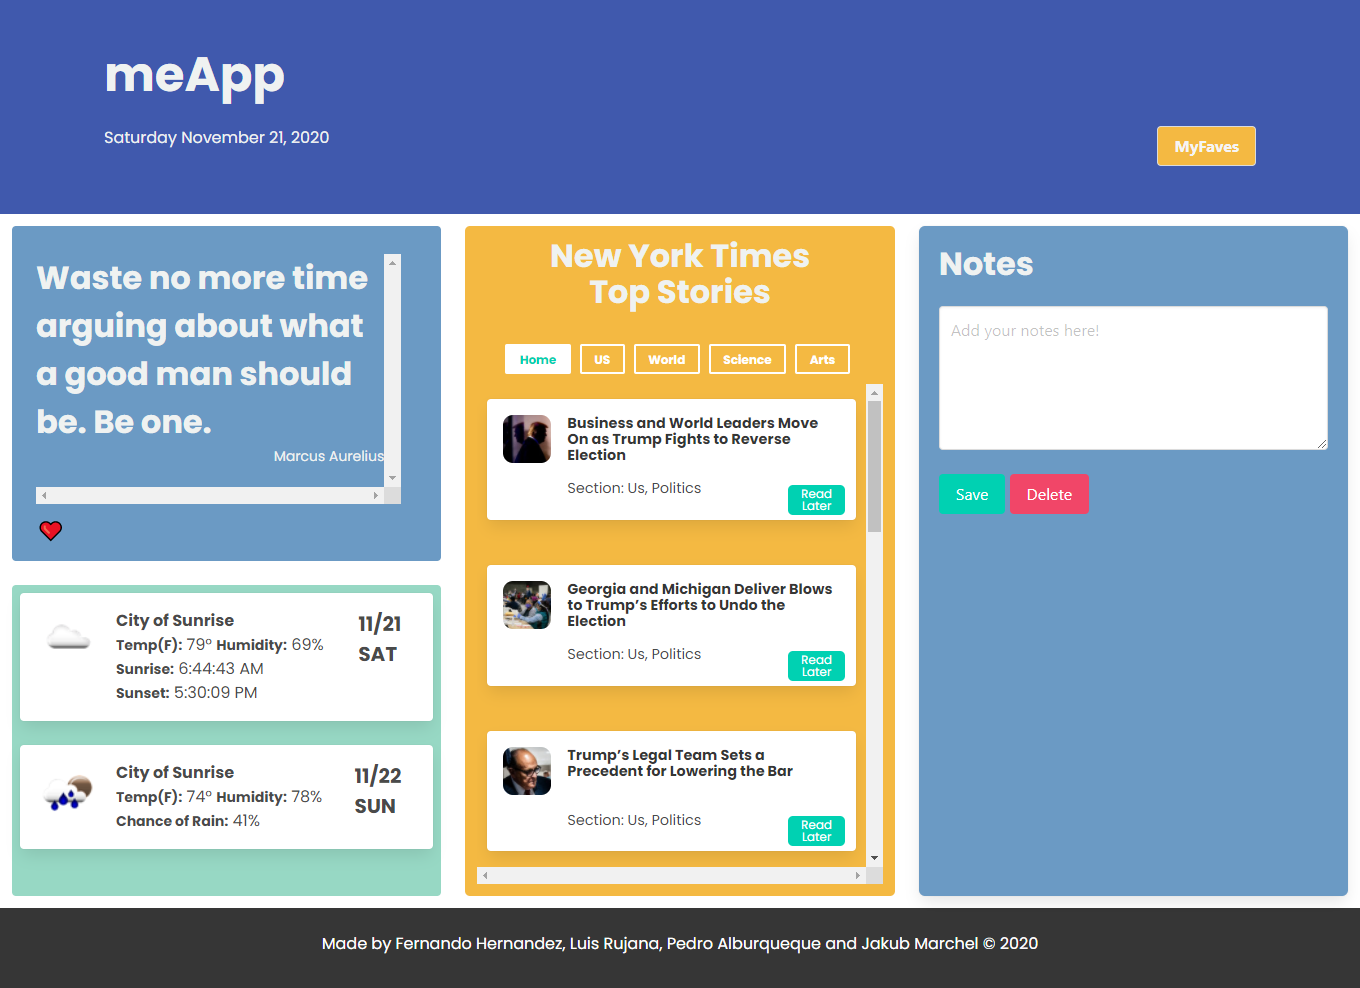 meApp
Saturday November 21, 2020
MyFaves
Waste no more time
arguing about what
a good man should
be. Be one.
Marcus Aurelius
City of Sunrise
Temp(F): 79° Humidity: 69%
Sunrise: 6:44:43 AM
Sunset: 5:30:09 PM
11/21
SAT
City of Sunrise
Temp(F): 74° Humidity: 78%
Chance of Rain: 41%
11/22
SUN
New York Times
Top Stories
Home US World Science Arts
Business and World Leaders Move
On as Trump Fights to Reverse
Election
Section: Us, Politics
Read
Later
Georgia and Michigan Deliver Blows
to Trump’s Efforts to Undo the
Election
Section: Us, Politics
Read
Later
Trump’s Legal Team Sets a
Precedent for Lowering the Bar
Section: Us, Politics
Read
Later
Notes
Add your notes here!
Save Delete
Made by Fernando Hernandez, Luis Rujana, Pedro Alburqueque and Jakub Marchel © 2020